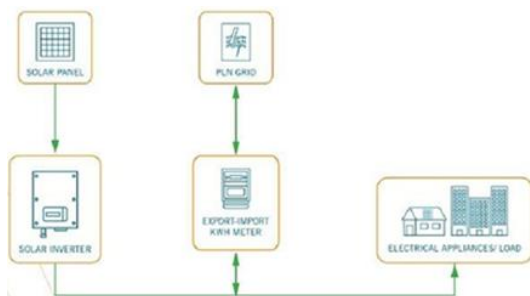 SOLAR PANEL
PLN GRID
SOLAR INVERTER
EXPORT-IMPORT
KWH METER
ELECTRICAL APPLIANCES/ LOAD